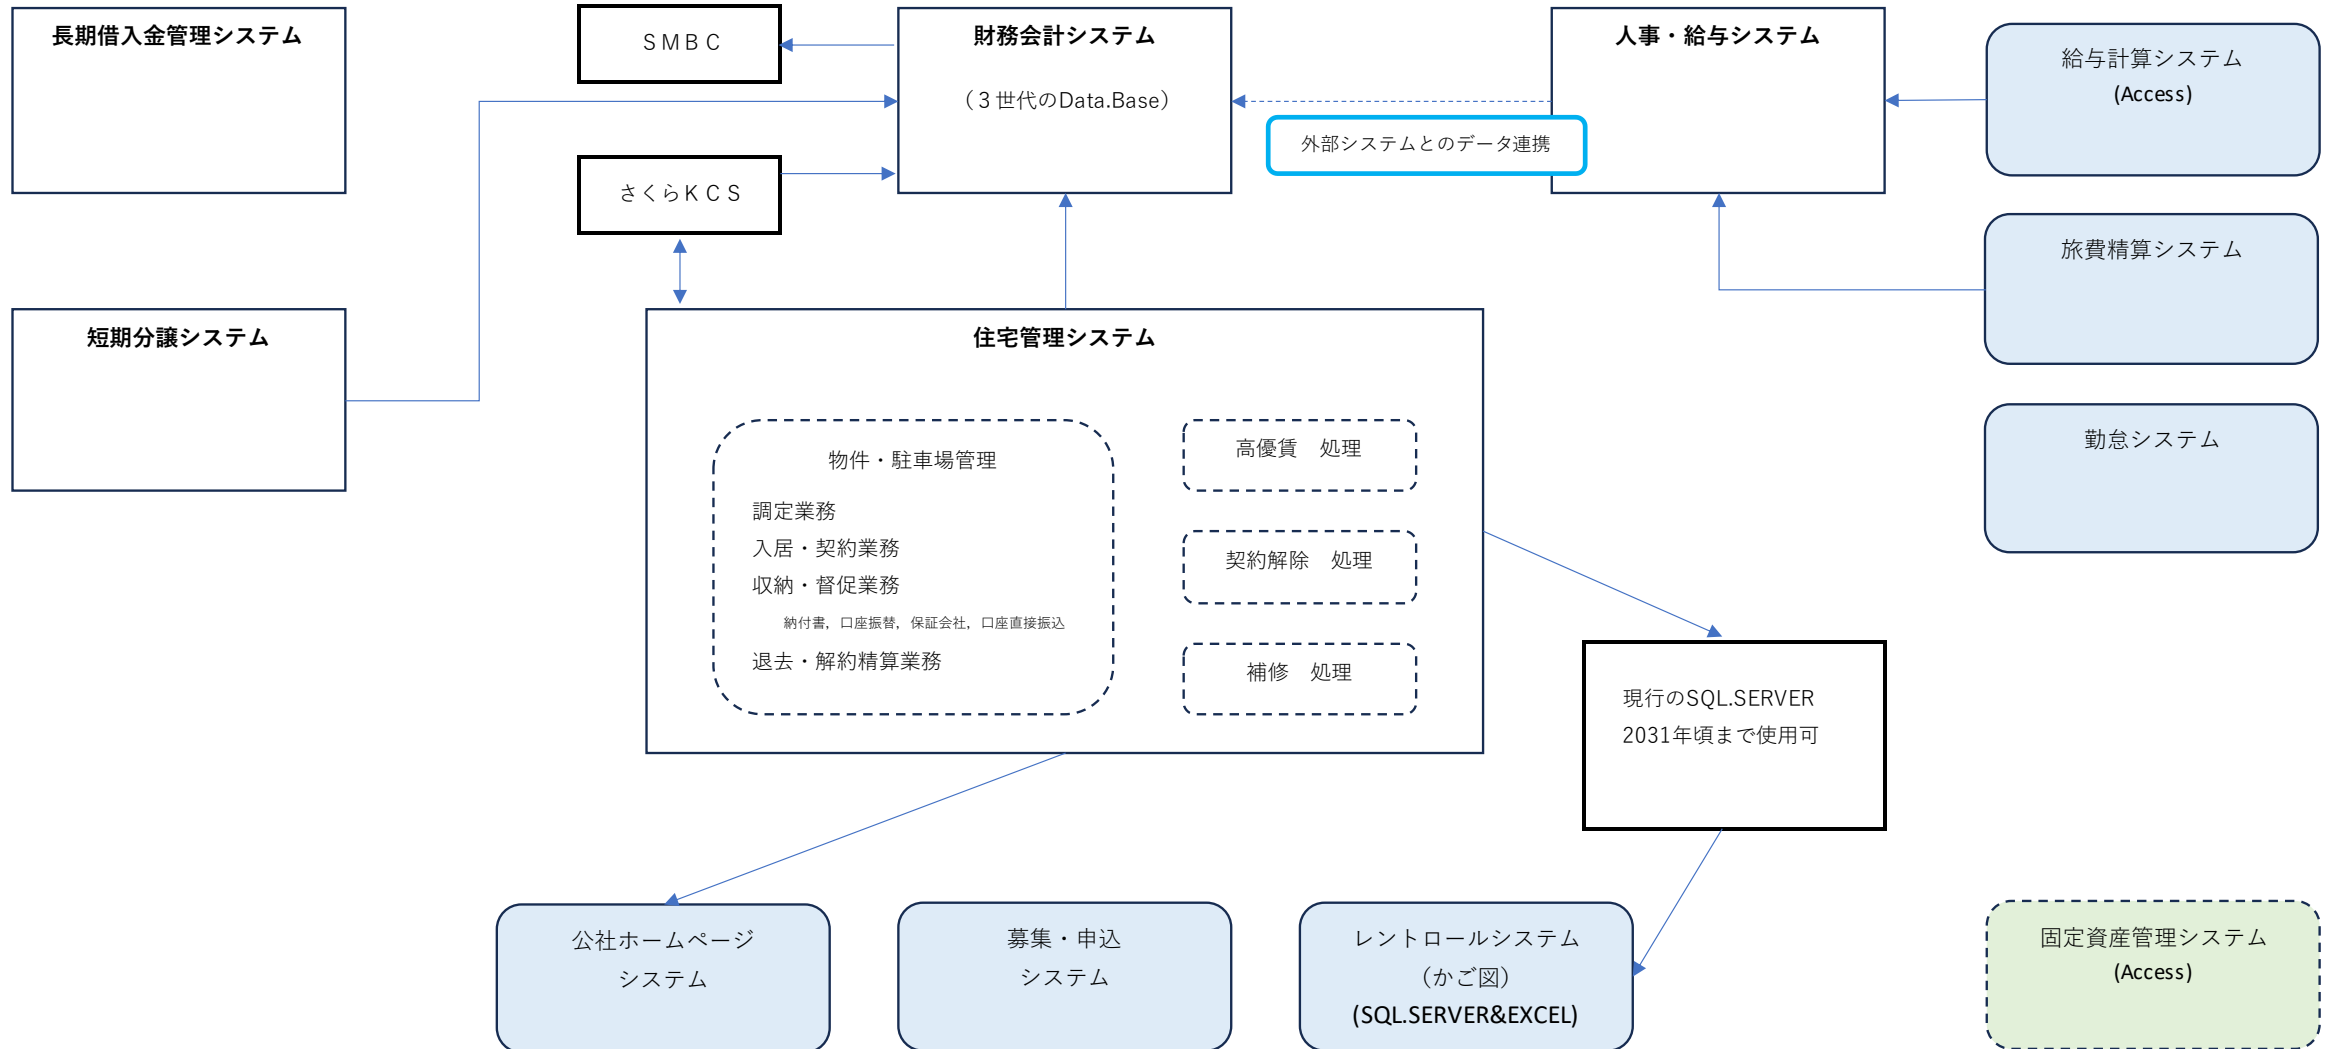 長期借入金管理システム
ＳＭＢＣ
財務会計システム
（３世代のData.Base）
人事・給与システム
給与計算システム
(Access)
外部システムとのデータ連携
さくらＫＣＳ
旅費精算システム
短期分譲システム
住宅管理システム
勤怠システム
物件・駐車場管理
調定業務
入居・契約業務
収納・督促業務
納付書，口座振替，保証会社，口座直接振込
退去・解約精算業務
高優賃　処理
契約解除　処理
補修　処理
現行のSQL.SERVER
2031年頃まで使用可
公社ホームページ
システム
募集・申込
システム
レントロールシステム
（かご図）
(SQL.SERVER&EXCEL)
固定資産管理システム
(Access)